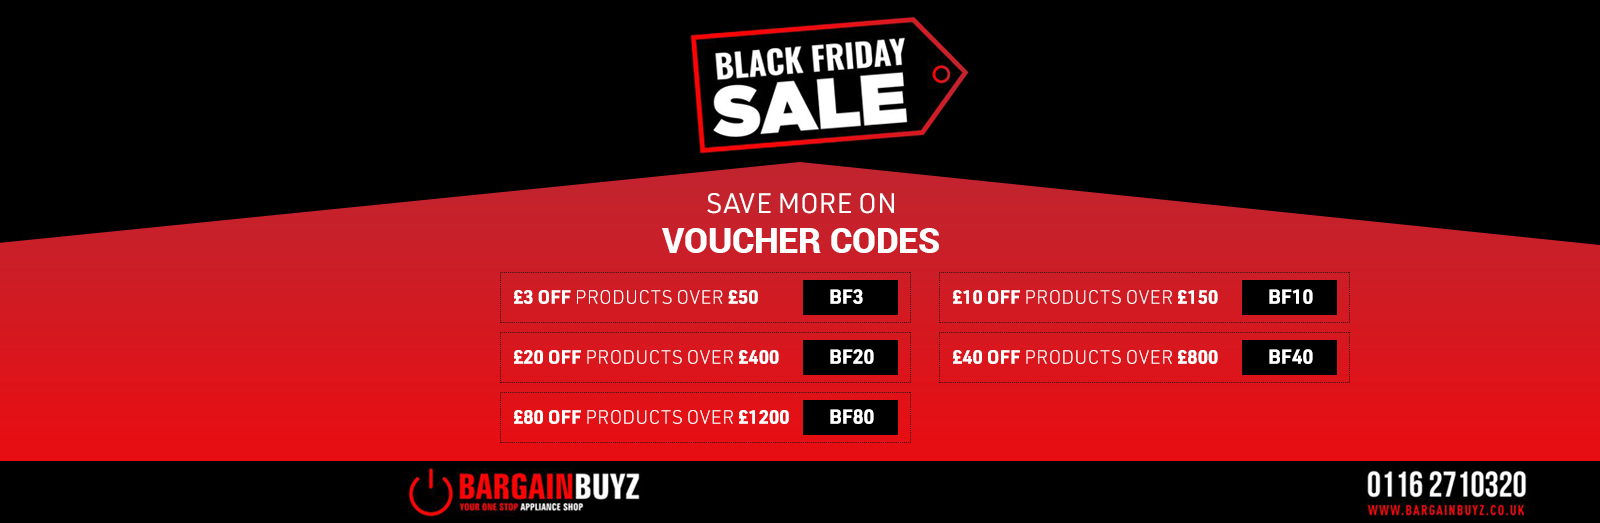 BLACK FRIDAY
SALE
SAVE MORE ON
VOUCHER CODES
£3 OFF PRODUCTS OVER £50 BF3
£10 OFF PRODUCTS OVER £150 BF10
£20 OFF PRODUCTS OVER £400 BF20
£40 OFF PRODUCTS OVER £800 BF40
£80 OFF PRODUCTS OVER £1200 BF80
BARGAINBUYZ
YOUR ONE STOP APPLIANCE SHOP
0116 2710320
WWW.BARGAINBUYZ.CO.UK